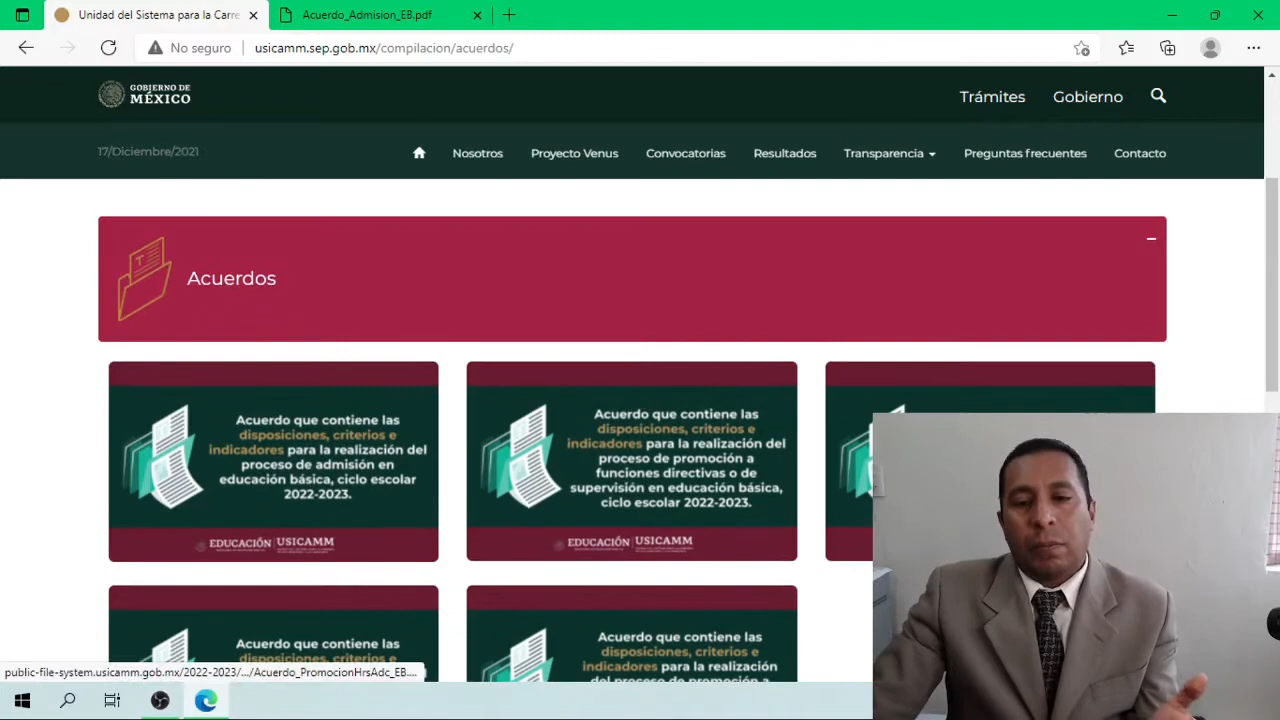 Unidad del Sistema para la Carre
Acuerdo_Admision_EB.pdf
No seguro
usicamm.sep.gob.mx/compilacion/acuerdos/
GOBIERNO DE
MÉXICO
Trámites
Gobierno
17/Diciembre/2021
Nosotros
Proyecto Venus
Convocatorias
Resultados
Transparencia
Preguntas frecuentes
Contacto
Acuerdos
Acuerdo que contiene las
disposiciones, criterios e
indicadores para la realización del
proceso de admisión en
educación básica, ciclo escolar
2022-2023.
EDUCACIÓN
USICAMM
Acuerdo que contiene las
disposiciones, criterios e
indicadores para la realización del
proceso de promoción a
funciones directivas o de
supervisión en educación básica,
ciclo escolar 2022-2023.
EDUCACIÓN
USICAMM
Acuerdo que contiene las
disposiciones, criterios e
Acuerdo que contiene las
disposiciones, criterios e
indicadores para la realización
del proceso de promoción a
public-file-system.usicamm.gob.mx/2022-2023/.../Acuerdo_PromocionHrsAdc_EB....